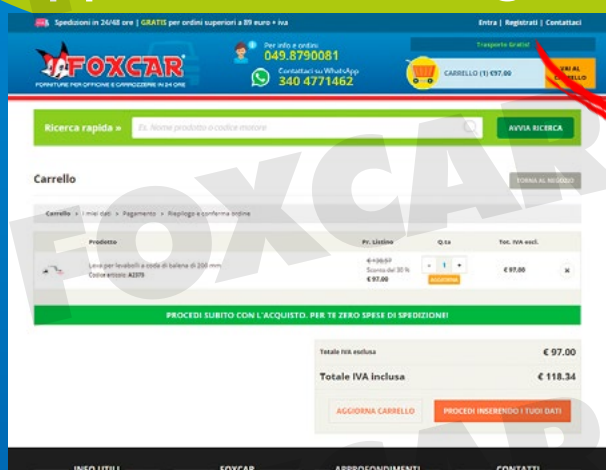 Spedizioni in 24/48 ore | GRATIS per ordini superiori a 89 euro + iva
Entra | Registrati | Contattaci
FOXCAR
FORNITURE PER OFFICINE E CARROZZERIE IN 24 ORE
Per info e ordini
049.8790081
Contattaci su WhatsApp
340 4771462
Trasporto Gratis!
CARRELLO (1) €97.00
VAI AL
CARRELLO
Ricerca rapida »
Es. Nome prodotto o codice
AVVIA RICERCA
Carrello
TORNA AL NEGOZIO
Carrello > I miei dati > Pagamento > Riepilogo e conferma ordine
Prodotto
Pr. Listino
Q.ta
Tot. IVA escl.
Leva per levabolli a coda di balena di 200 mm
Codice articolo: A2375
Sconto del 30 %
€ 97.00
- 1 +
AGGIORNA
€ 97.00
x
PROCEDI SUBITO CON L'ACQUISTO. PER TE ZERO SPESE DI SPEDIZIONE!
Totale IVA esclusa
€ 97.00
Totale IVA inclusa
€ 118.34
AGGIORNA CARRELLO
PROCEDI INSERENDO I TUOI DATI
INFO UTILI
FOXCAR
APPROFONDIMENTI
CONTATTI
FOXCAR